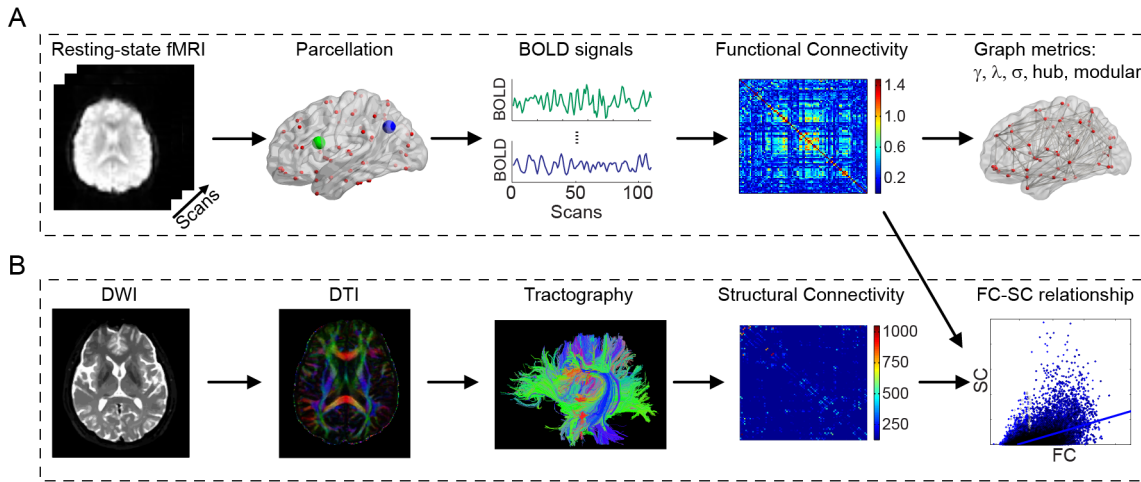 A
Resting-state fMRI
Parcellation
BOLD signals
Functional Connectivity
Graph metrics:
γ, λ, σ, hub, modular
Scans
BOLD
BOLD
0 50 100
Scans
1.4
1.0
0.6
0.2
B
DWI
DTI
Tractography
Structural Connectivity
FC-SC relationship
1000
750
500
250
SC
FC